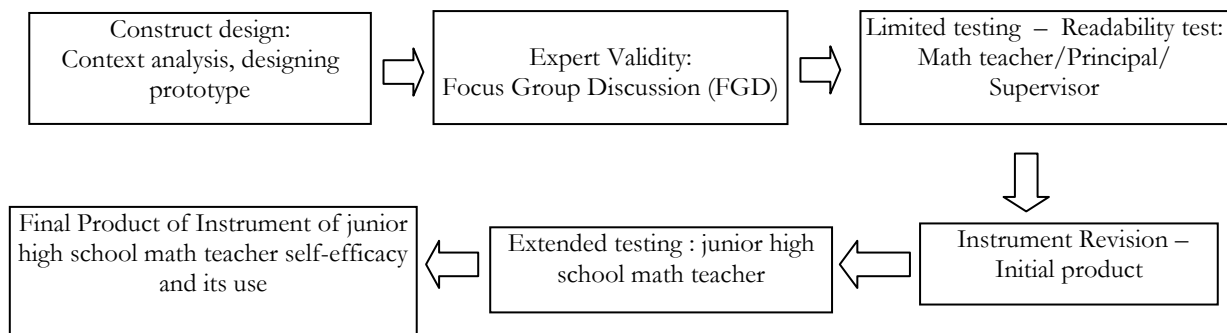 Construct design:
Context analysis, designing
prototype
Expert Validity:
Focus Group Discussion (FGD)
Limited testing – Readability test:
Math teacher/Principal/
Supervisor
Instrument Revision –
Initial product
Extended testing : junior high
school math teacher
Final Product of Instrument of junior
high school math teacher self-efficacy
and its use